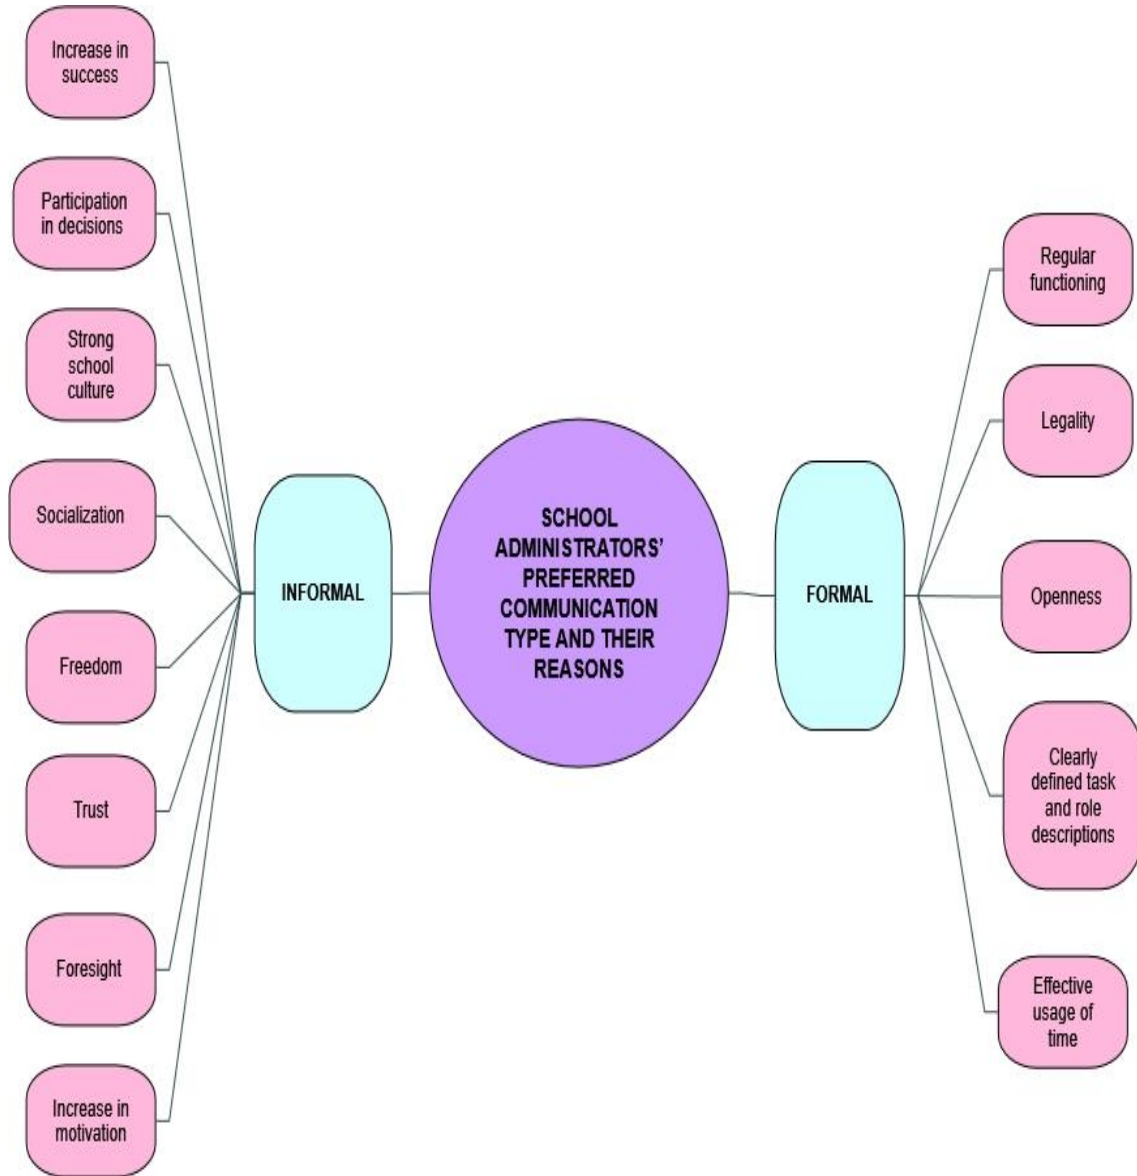 Increase in
success
Participation
in decisions
Strong
school
culture
Socialization
Freedom
Trust
Foresight
Increase in
motivation
INFORMAL
SCHOOL
ADMINISTRATORS’
PREFERRED
COMMUNICATION
TYPE AND THEIR
REASONS
FORMAL
Regular
functioning
Legality
Openness
Clearly
defined task
and role
descriptions
Effective
usage of
time